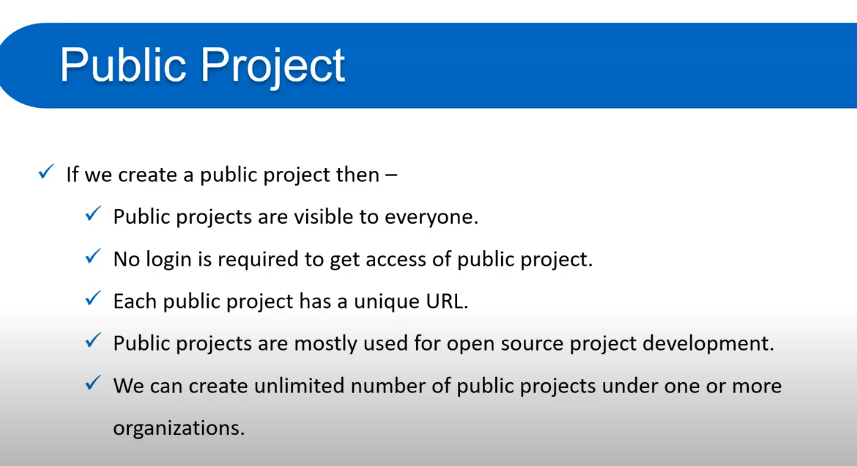 Public Project
If we create a public project then –
Public projects are visible to everyone.
No login is required to get access of public project.
Each public project has a unique URL.
Public projects are mostly used for open source project development.
We can create unlimited number of public projects under one or more
organizations.